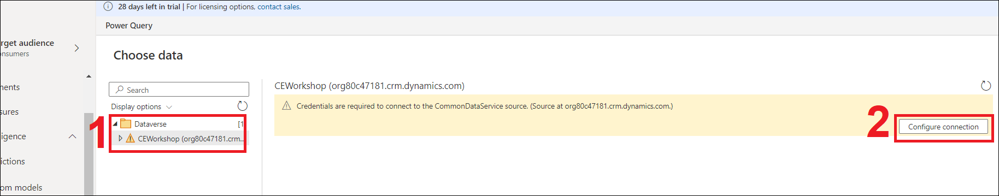 28 days left in trial | For licensing options, contact sales.
Power Query
rget audience
onsumers
Choose data
nents
sures
ligence
ictions
om models
Search
Display options
Dataverse [1
CEWorkshop (org80c47181.crm...
1
CEWorkshop (org80c47181.crm.dynamics.com)
Credentials are required to connect to the CommonDataService source. (Source at org80c47181.crm.dynamics.com.)
2
Configure connection